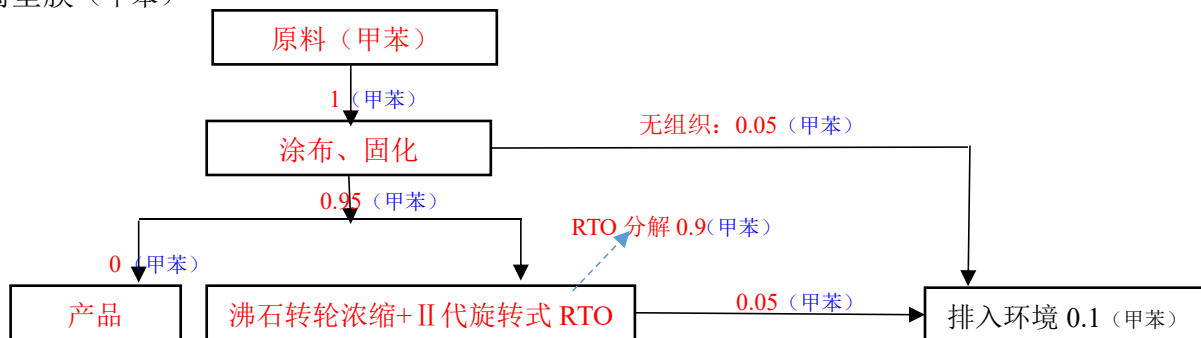 原料（甲苯）
1（甲苯）
无组织：0.05（甲苯）
涂布、固化
0.95（甲苯）
RTO 分解 0.9(甲苯）
0（甲苯）
0.05（甲苯）
产品
沸石转轮浓缩+Ⅱ代旋转式 RTO
排入环境 0.1（甲苯）